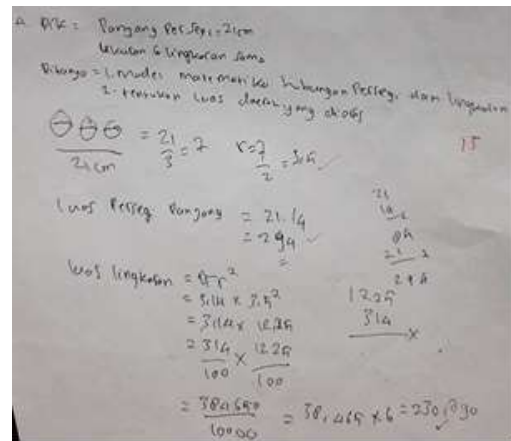 A. Dik = Panjang Persegi = 21cm
ukuran 6 lingkaran sama
Ditanya = 1. model matematika hubungan Persegi dan lingkaran
2. tentukan luas daerah yang diarsir
= 21/3 = 7 r = 7/2 = 3,5 ✓
21 cm
15
Luas Persegi Panjang = 21.14
= 294 ✓
=
21
14 x
84
21
294
luas lingkaran = πr²
= 3,14 x 3,5²
= 3,14 x 12,25
= 314/100 x 1225/100
1225
314 x
= 384650/10000 = 38,465 x 6 = 230,790